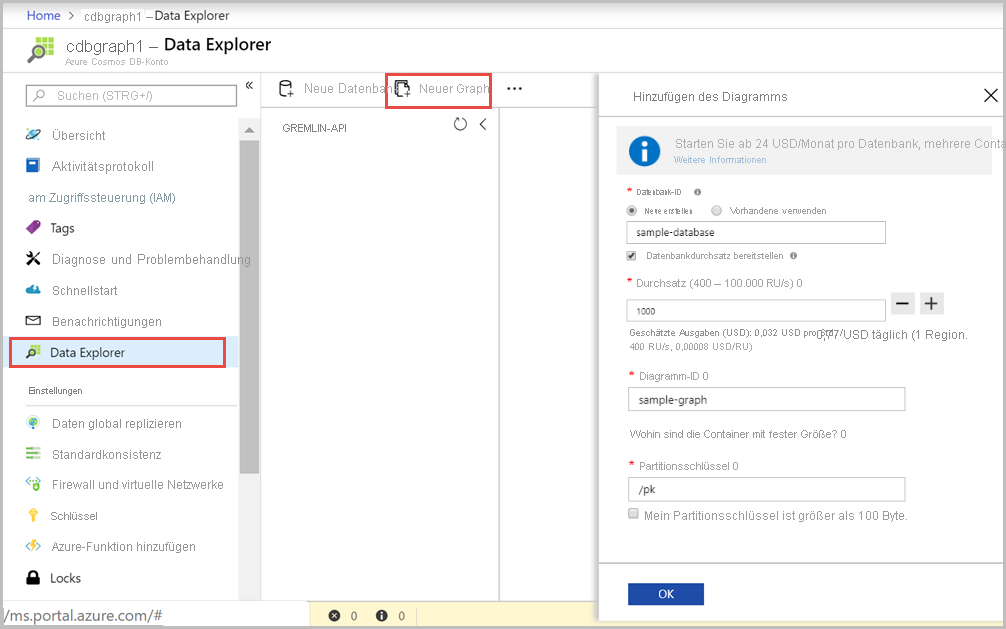 Home > cdbgraph1 – Data Explorer
cdbgraph1 – Data Explorer
Azure Cosmos DB-Konto
Suchen (STRG+/)
«
Übersicht
Aktivitätsprotokoll
am Zugriffssteuerung (IAM)
Tags
Diagnose und Problembehandlung
Schnellstart
Benachrichtigungen
Data Explorer
Einstellungen
Daten global replizieren
Standardkonsistenz
Firewall und virtuelle Netzwerke
Schlüssel
Azure-Funktion hinzufügen
Locks
/ms.portal.azure.com/#
Neue Datenban
Neuer Graph
...
GREMLIN-API
0 0
Hinzufügen des Diagramms
Starten Sie ab 24 USD/Monat pro Datenbank, mehrere Conta
Weitere Informationen
* Datenbank-ID
Neue erstellen Vorhandene verwenden
sample-database
Datenbankdurchsatz bereitstellen
* Durchsatz (400 – 100.000 RU/s) 0
1000
Geschätzte Ausgaben (USD): 0,032 USD pro Std./
0,77 USD täglich (1 Region.
400 RU/s, 0,00008 USD/RU)
* Diagramm-ID 0
sample-graph
Wohin sind die Container mit fester Größe? 0
* Partitionsschlüssel 0
/pk
Mein Partitionsschlüssel ist größer als 100 Byte.
OK